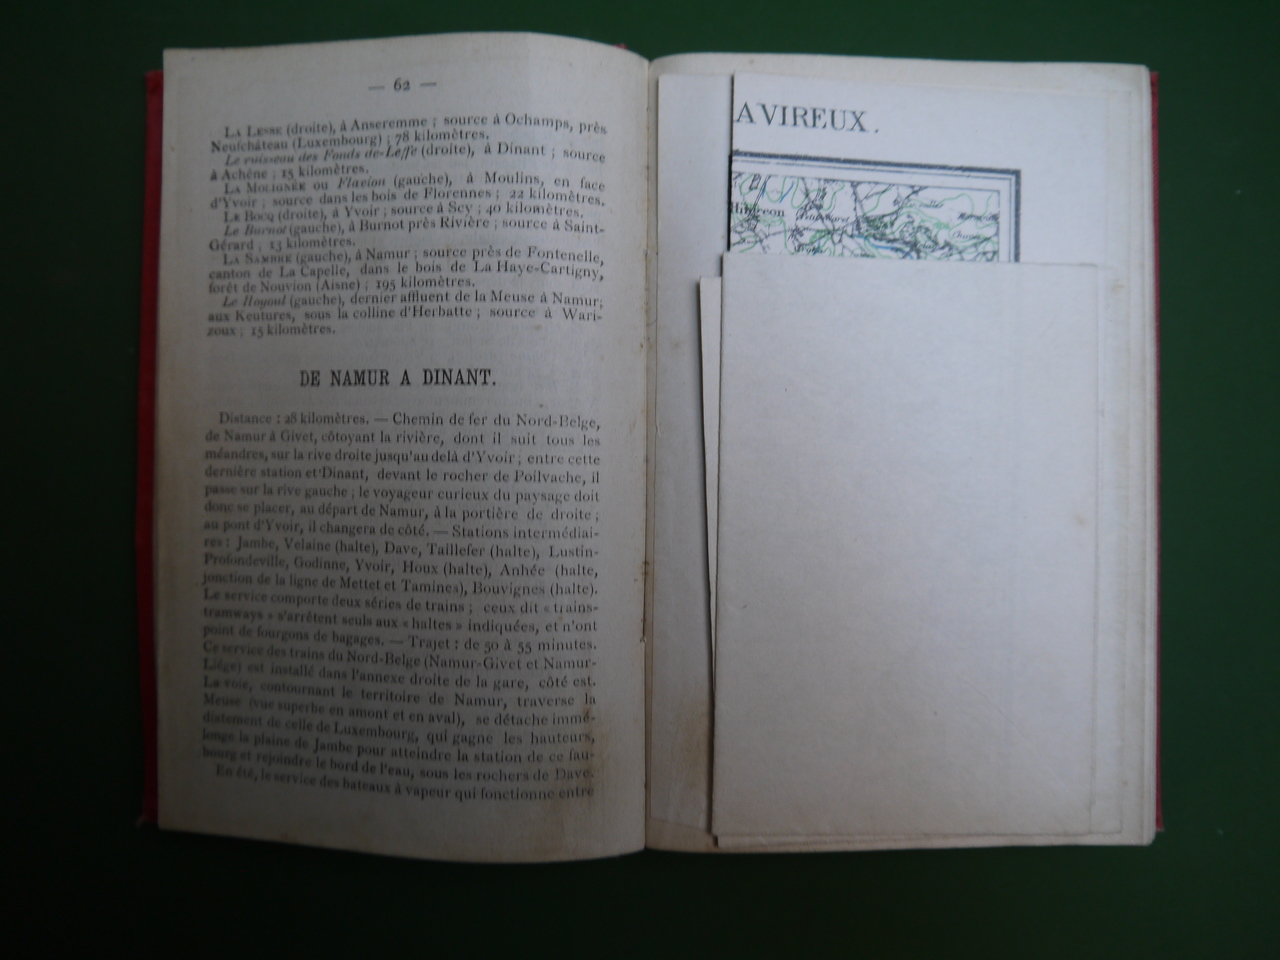 — 62 —
LA LESSE (droite), à Anseremme ; source à Ochamps, près
Neufchâteau (Luxembourg) ; 78 kilomètres.
Le ruisseau des Fonds de-Leffe (droite), à Dinant ; source
à Achêne ; 15 kilomètres.
LA MOLIGNÉE ou Flavion (gauche), à Moulins, en face
d'Yvoir ; source dans les bois de Florennes ; 22 kilomètres.
LE BOCQ (droite), à Yvoir ; source à Scy ; 40 kilomètres.
Le Burnot (gauche), à Burnot près Rivière ; source à Saint-
Gérard ; 13 kilomètres.
LA SAMBRE (gauche), à Namur ; source près de Fontenelle,
canton de La Capelle, dans le bois de La Haye-Cartigny,
forêt de Nouvion (Aisne) ; 195 kilomètres.
Le Hoyoul (gauche), dernier affluent de la Meuse à Namur;
aux Keutures, sous la colline d'Herbatte ; source à Wari-
zoux ; 15 kilomètres.
DE NAMUR A DINANT.
Distance : 28 kilomètres. — Chemin de fer du Nord-Belge,
de Namur à Givet, côtoyant la rivière, dont il suit tous les
méandres, sur la rive droite jusqu'au delà d'Yvoir ; entre cette
dernière station et Dinant, devant le rocher de Poilvache, il
passe sur la rive gauche ; le voyageur curieux du paysage doit
donc se placer, au départ de Namur, à la portière de droite ;
au pont d'Yvoir, il changera de côté. — Stations intermédiai-
res : Jambe, Velaine (halte), Dave, Taillefer (halte), Lustin-
Profondeville, Godinne, Yvoir, Houx (halte), Anhée (halte,
jonction de la ligne de Mettet et Tamines), Bouvignes (halte).
Le service comporte deux séries de trains ; ceux dit « trains-
tramways » s'arrêtent seuls aux « haltes » indiquées, et n'ont
point de fourgons de bagages. — Trajet : de 50 à 55 minutes.
Ce service des trains du Nord-Belge (Namur-Givet et Namur-
Liége) est installé dans l'annexe droite de la gare, côté est.
La voie, contournant le territoire de Namur, traverse la
Meuse (vue superbe en amont et en aval), se détache immé-
diatement de celle de Luxembourg, qui gagne les hauteurs,
longe la plaine de Jambe pour atteindre la station de ce fau-
bourg et rejoindre le bord de l'eau, sous les rochers de Dave.
En été, le service des bateaux à vapeur qui fonctionne entre
A VIREUX.